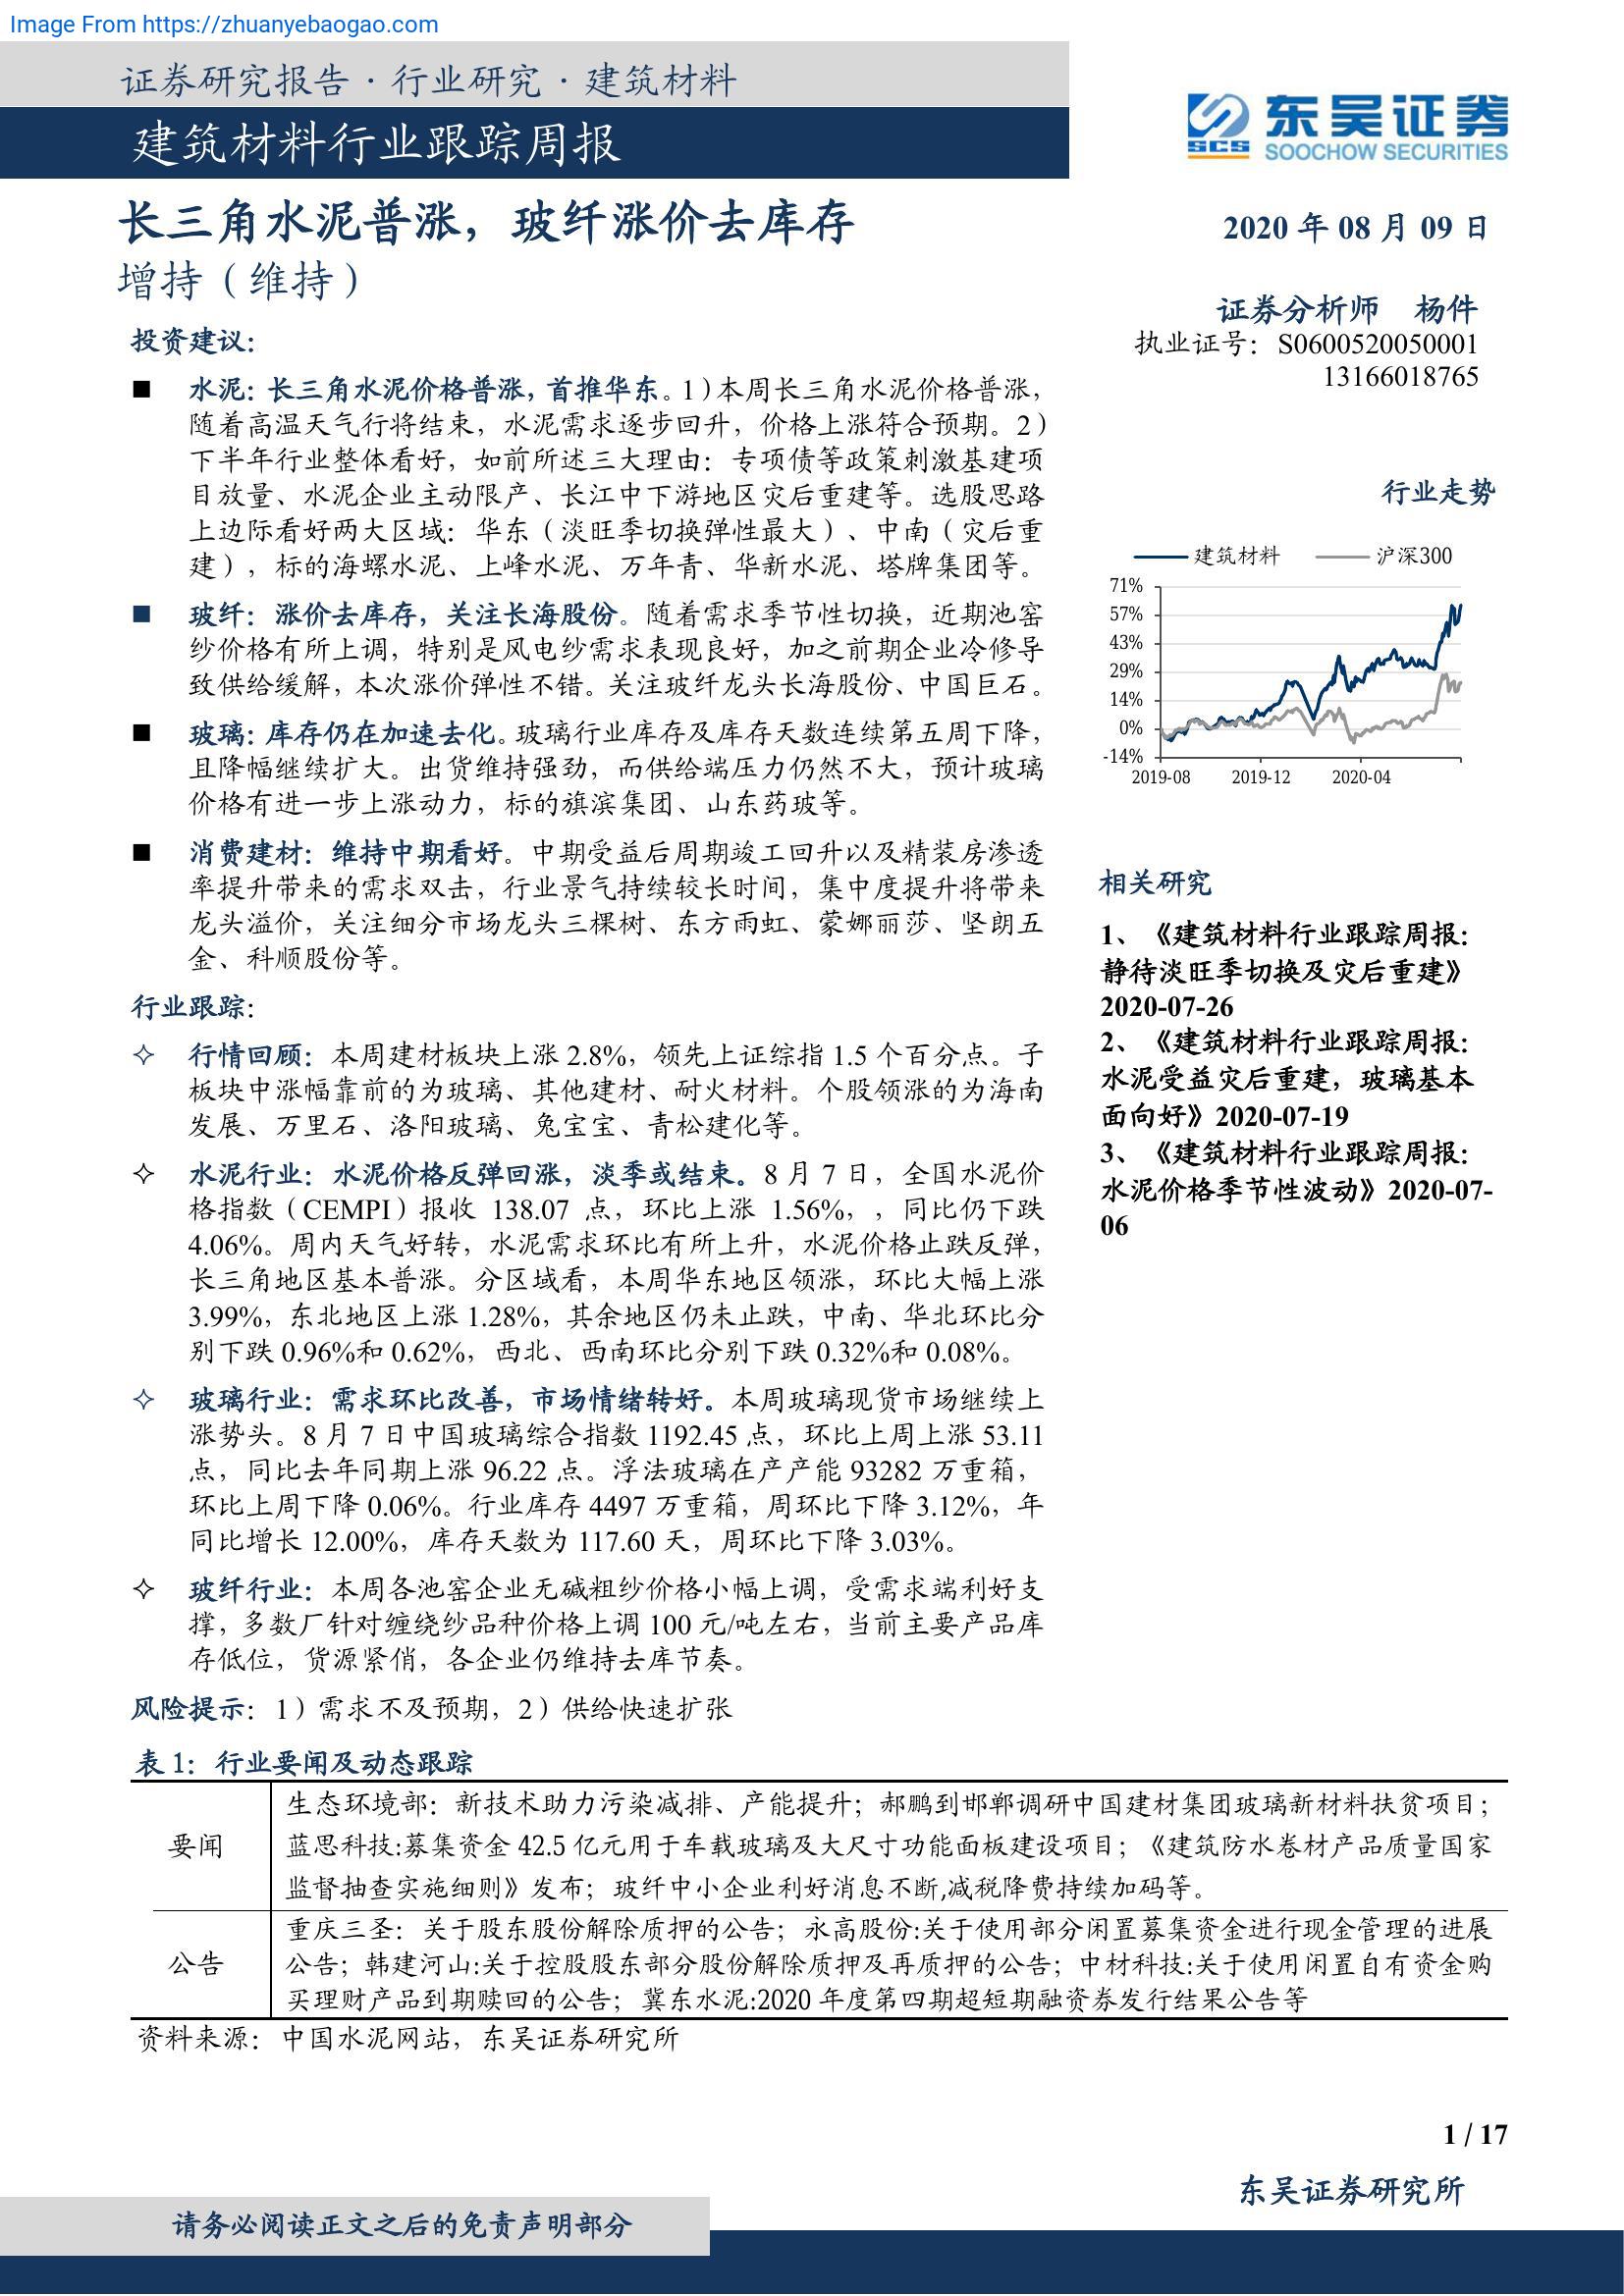 Image From https://zhuanyebaogao.com
证券研究报告·行业研究·建筑材料
建筑材料行业跟踪周报
东吴证券
SCS
SOOCHOW SECURITIES
长三角水泥普涨，玻纤涨价去库存
增持（维持）
2020 年 08 月 09 日
证券分析师 杨件
执业证号：S0600520050001
13166018765
投资建议：
■ 水泥：长三角水泥价格普涨，首推华东。1）本周长三角水泥价格普涨，
随着高温天气行将结束，水泥需求逐步回升，价格上涨符合预期。2）
下半年行业整体看好，如前所述三大理由：专项债等政策刺激基建项
目放量、水泥企业主动限产、长江中下游地区灾后重建等。选股思路
上边际看好两大区域：华东（淡旺季切换弹性最大）、中南（灾后重
建），标的海螺水泥、上峰水泥、万年青、华新水泥、塔牌集团等。
■ 玻纤：涨价去库存，关注长海股份。随着需求季节性切换，近期池窑
纱价格有所上调，特别是风电纱需求表现良好，加之前期企业冷修导
致供给缓解，本次涨价弹性不错。关注玻纤龙头长海股份、中国巨石。
■ 玻璃：库存仍在加速去化。玻璃行业库存及库存天数连续第五周下降，
且降幅继续扩大。出货维持强劲，而供给端压力仍然不大，预计玻璃
价格有进一步上涨动力，标的旗滨集团、山东药玻等。
■ 消费建材：维持中期看好。中期受益后周期竣工回升以及精装房渗透
率提升带来的需求双击，行业景气持续较长时间，集中度提升将带来
龙头溢价，关注细分市场龙头三棵树、东方雨虹、蒙娜丽莎、坚朗五
金、科顺股份等。
行业跟踪：
✧ 行情回顾：本周建材板块上涨 2.8%，领先上证综指 1.5 个百分点。子
板块中涨幅靠前的为玻璃、其他建材、耐火材料。个股领涨的为海南
发展、万里石、洛阳玻璃、兔宝宝、青松建化等。
✧ 水泥行业：水泥价格反弹回涨，淡季或结束。8 月 7 日，全国水泥价
格指数（CEMPI）报收 138.07 点，环比上涨 1.56%，，同比仍下跌
4.06%。周内天气好转，水泥需求环比有所上升，水泥价格止跌反弹，
长三角地区基本普涨。分区域看，本周华东地区领涨，环比大幅上涨
3.99%，东北地区上涨 1.28%，其余地区仍未止跌，中南、华北环比分
别下跌 0.96%和 0.62%，西北、西南环比分别下跌 0.32%和 0.08%。
✧ 玻璃行业：需求环比改善，市场情绪转好。本周玻璃现货市场继续上
涨势头。8 月 7 日中国玻璃综合指数 1192.45 点，环比上周上涨 53.11
点，同比去年同期上涨 96.22 点。浮法玻璃在产产能 93282 万重箱，
环比上周下降 0.06%。行业库存 4497 万重箱，周环比下降 3.12%，年
同比增长 12.00%，库存天数为 117.60 天，周环比下降 3.03%。
✧ 玻纤行业：本周各池窑企业无碱粗纱价格小幅上调，受需求端利好支
撑，多数厂针对缠绕纱品种价格上调 100 元/吨左右，当前主要产品库
存低位，货源紧俏，各企业仍维持去库节奏。
风险提示：1）需求不及预期，2）供给快速扩张
行业走势
建筑材料 沪深300
71%
57%
43%
29%
14%
0%
-14%
2019-08 2019-12 2020-04
相关研究
1、《建筑材料行业跟踪周报：
静待淡旺季切换及灾后重建》
2020-07-26
2、《建筑材料行业跟踪周报：
水泥受益灾后重建，玻璃基本
面向好》2020-07-19
3、《建筑材料行业跟踪周报：
水泥价格季节性波动》2020-07-
06
表 1：行业要闻及动态跟踪
要闻
生态环境部：新技术助力污染减排、产能提升；郝鹏到邯郸调研中国建材集团玻璃新材料扶贫项目；
蓝思科技:募集资金 42.5 亿元用于车载玻璃及大尺寸功能面板建设项目；《建筑防水卷材产品质量国家
监督抽查实施细则》发布；玻纤中小企业利好消息不断,减税降费持续加码等。
公告
重庆三圣：关于股东股份解除质押的公告；永高股份:关于使用部分闲置募集资金进行现金管理的进展
公告；韩建河山:关于控股股东部分股份解除质押及再质押的公告；中材科技:关于使用闲置自有资金购
买理财产品到期赎回的公告；冀东水泥:2020 年度第四期超短期融资券发行结果公告等
资料来源：中国水泥网站，东吴证券研究所
1 / 17
东吴证券研究所
请务必阅读正文之后的免责声明部分